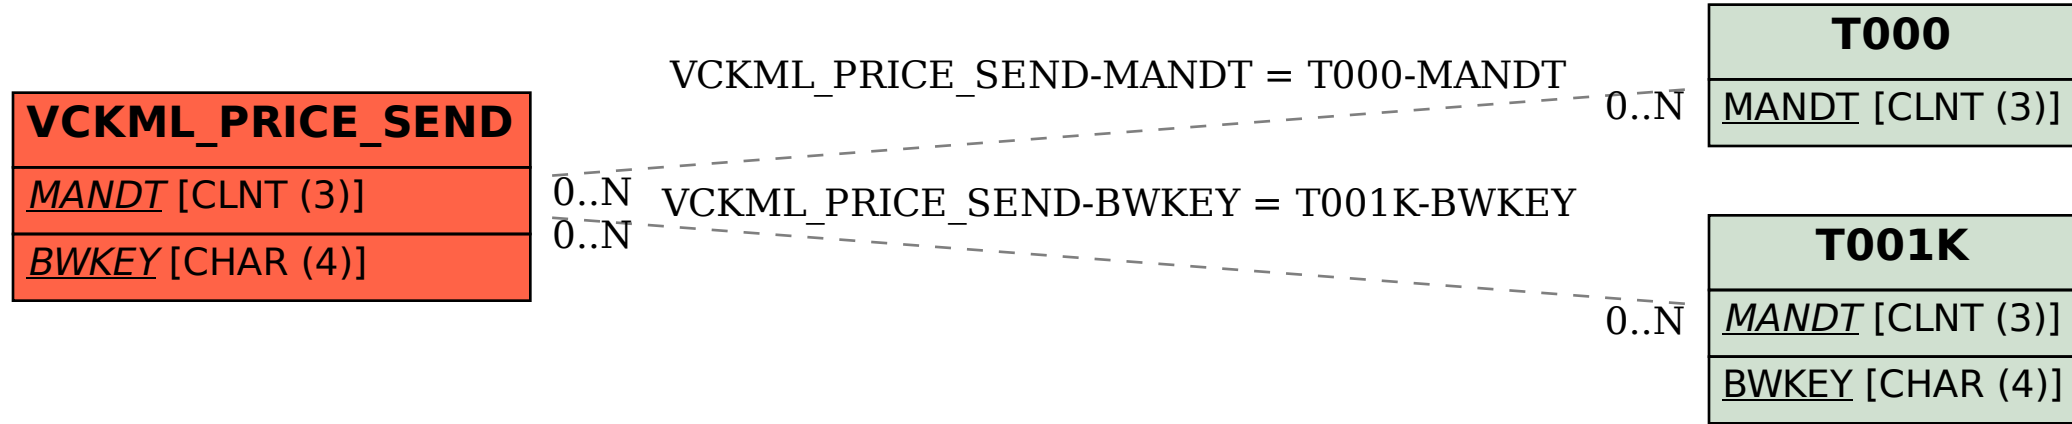 VCKML_PRICE_SEND
MANDT [CLNT (3)]
BWKEY [CHAR (4)]
VCKML_PRICE_SEND-MANDT = T000-MANDT
0..N
0..N
VCKML_PRICE_SEND-BWKEY = T001K-BWKEY
0..N
0..N
T000
MANDT [CLNT (3)]
T001K
MANDT [CLNT (3)]
BWKEY [CHAR (4)]